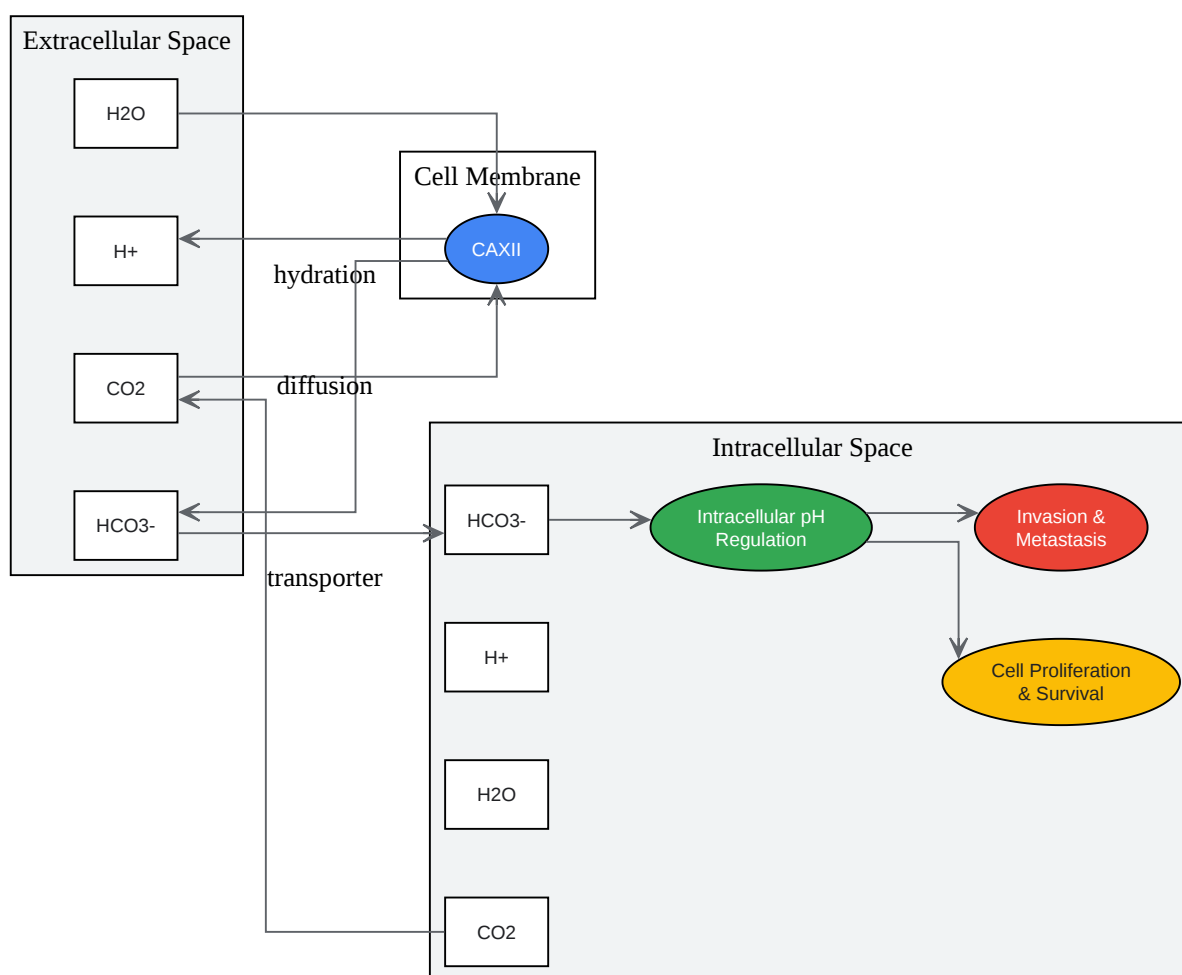 Extracellular Space
H2O
Cell Membrane
H+
CAXII
hydration
CO2
diffusion
Intracellular Space
HCO3-
HCO3-
Intracellular pH
Regulation
Invasion &
Metastasis
transporter
H+
Cell Proliferation
& Survival
H2O
CO2